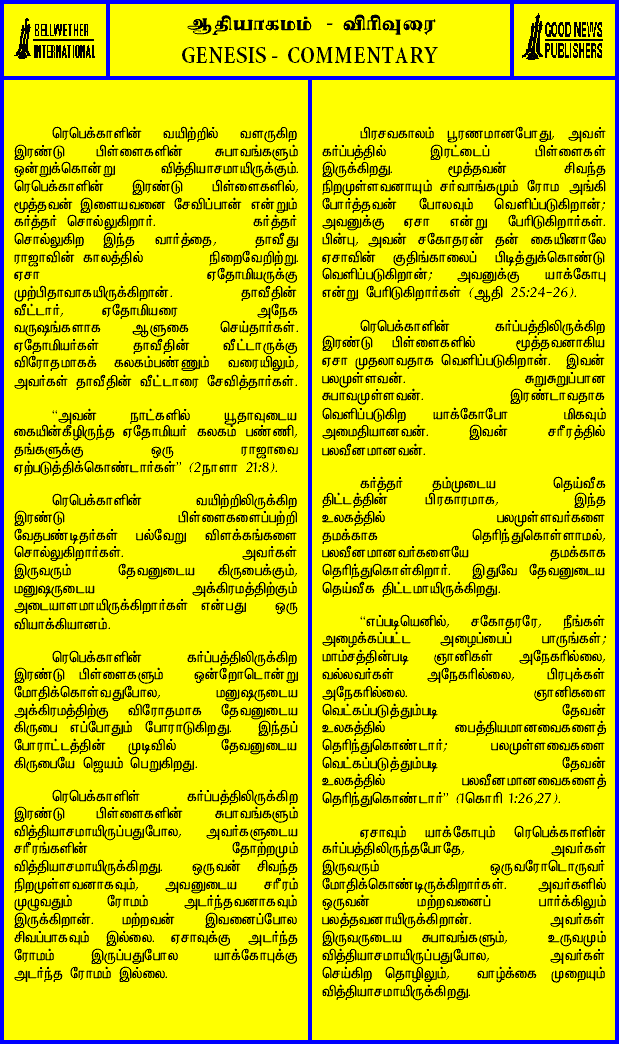 BELLWETHER
INTERNATIONAL
ஆதியாகமம் - விரிவுரை
GENESIS - COMMENTARY
GOOD NEWS
PUBLISHERS
ரெபெக்காளின் வயிற்றில் வளருகிற
இரண்டு பிள்ளைகளின் சுபாவங்களும்
ஒன்றுக்கொன்று வித்தியாசமாயிருக்கும்.
ரெபெக்காளின் இரண்டு பிள்ளைகளில்,
மூத்தவன் இளையவனை சேவிப்பான் என்றும்
கர்த்தர் சொல்லுகிறார். கர்த்தர்
சொல்லுகிற இந்த வார்த்தை, தாவீது
ராஜாவின் காலத்தில் நிறைவேறிற்று.
ஏசா ஏதோமியருக்கு
முற்பிதாவாகயிருக்கிறான். தாவீதின்
வீட்டார், ஏதோமியரை அநேக
வருஷங்களாக ஆளுகை செய்தார்கள்.
ஏதோமியர்கள் தாவீதின் வீட்டாருக்கு
விரோதமாகக் கலகம்பண்ணும் வரையிலும்,
அவர்கள் தாவீதின் வீட்டாரை சேவித்தார்கள்.
“அவன் நாட்களில் யூதாவுடைய
கையின்கீழிருந்த ஏதோமியர் கலகம் பண்ணி,
தங்களுக்கு ஒரு ராஜாவை
ஏற்படுத்திக்கொண்டார்கள்” (2நாளா 21:8).
ரெபெக்காளின் வயிற்றிலிருக்கிற
இரண்டு பிள்ளைகளைப்பற்றி
வேதபண்டிதர்கள் பல்வேறு விளக்கங்களை
சொல்லுகிறார்கள். அவர்கள்
இருவரும் தேவனுடைய கிருபைக்கும்,
மனுஷருடைய அக்கிரமத்திற்கும்
அடையாளமாயிருக்கிறார்கள் என்பது ஒரு
வியாக்கியானம்.
ரெபெக்காளின் கர்ப்பத்திலிருக்கிற
இரண்டு பிள்ளைகளும் ஒன்றோடொன்று
மோதிக்கொள்வதுபோல, மனுஷருடைய
அக்கிரமத்திற்கு விரோதமாக தேவனுடைய
கிருபை எப்போதும் போராடுகிறது. இந்தப்
போராட்டத்தின் முடிவில் தேவனுடைய
கிருபையே ஜெயம் பெறுகிறது.
ரெபெக்காளின் கர்ப்பத்திலிருக்கிற
இரண்டு பிள்ளைகளின் சுபாவங்களும்
வித்தியாசமாயிருப்பதுபோல, அவர்களுடைய
சரீரங்களின் தோற்றமும்
வித்தியாசமாயிருக்கிறது. ஒருவன் சிவந்த
நிறமுள்ளவனாகவும், அவனுடைய சரீரம்
முழுவதும் ரோமம் அடர்ந்தவனாகவும்
இருக்கிறான். மற்றவன் இவனைப்போல
சிவப்பாகவும் இல்லை. ஏசாவுக்கு அடர்ந்த
ரோமம் இருப்பதுபோல யாக்கோபுக்கு
அடர்ந்த ரோமம் இல்லை.
பிரசவகாலம் பூரணமானபோது, அவள்
கர்ப்பத்தில் இரட்டைப் பிள்ளைகள்
இருக்கிறது. மூத்தவன் சிவந்த
நிறமுள்ளவனாயும் சர்வாங்கமும் ரோம அங்கி
போர்த்தவன் போலவும் வெளிப்படுகிறான்;
அவனுக்கு ஏசா என்று பேரிடுகிறார்கள்.
பின்பு, அவன் சகோதரன் தன் கையினாலே
ஏசாவின் குதிங்காலைப் பிடித்துக்கொண்டு
வெளிப்படுகிறான்; அவனுக்கு யாக்கோபு
என்று பேரிடுகிறார்கள் (ஆதி 25:24-26).
ரெபெக்காளின் கர்ப்பத்திலிருக்கிற
இரண்டு பிள்ளைகளில் மூத்தவனாகிய
ஏசா முதலாவதாக வெளிப்படுகிறான். இவன்
பலமுள்ளவன். சுறுசுறுப்பான
சுபாவமுள்ளவன். இரண்டாவதாக
வெளிப்படுகிற யாக்கோபோ மிகவும்
அமைதியானவன். இவன் சரீரத்தில்
பலவீனமானவன்.
கர்த்தர் தம்முடைய தெய்வீக
திட்டத்தின் பிரகாரமாக, இந்த
உலகத்தில் பலமுள்ளவர்களை
தமக்காக தெரிந்துகொள்ளாமல்,
பலவீனமானவர்களையே தமக்காக
தெரிந்துகொள்கிறார். இதுவே தேவனுடைய
தெய்வீக திட்டமாயிருக்கிறது.
“எப்படியெனில், சகோதரரே, நீங்கள்
அழைக்கப்பட்ட அழைப்பைப் பாருங்கள்;
மாம்சத்தின்படி ஞானிகள் அநேகரில்லை,
வல்லவர்கள் அநேகரில்லை, பிரபுக்கள்
அநேகரில்லை. ஞானிகளை
வெட்கப்படுத்தும்படி தேவன்
உலகத்தில் பைத்தியமானவைகளைத்
தெரிந்துகொண்டார்; பலமுள்ளவைகளை
வெட்கப்படுத்தும்படி தேவன்
உலகத்தில் பலவீனமானவைகளைத்
தெரிந்துகொண்டார்” (1கொரி 1:26,27).
ஏசாவும் யாக்கோபும் ரெபெக்காளின்
கர்ப்பத்திலிருந்தபோதே, அவர்கள்
இருவரும் ஒருவரோடொருவர்
மோதிக்கொண்டிருக்கிறார்கள். அவர்களில்
ஒருவன் மற்றவனைப் பார்க்கிலும்
பலத்தவனாயிருக்கிறான். அவர்கள்
இருவருடைய சுபாவங்களும், உருவமும்
வித்தியாசமாயிருப்பதுபோல, அவர்கள்
செய்கிற தொழிலும், வாழ்க்கை முறையும்
வித்தியாசமாயிருக்கிறது.